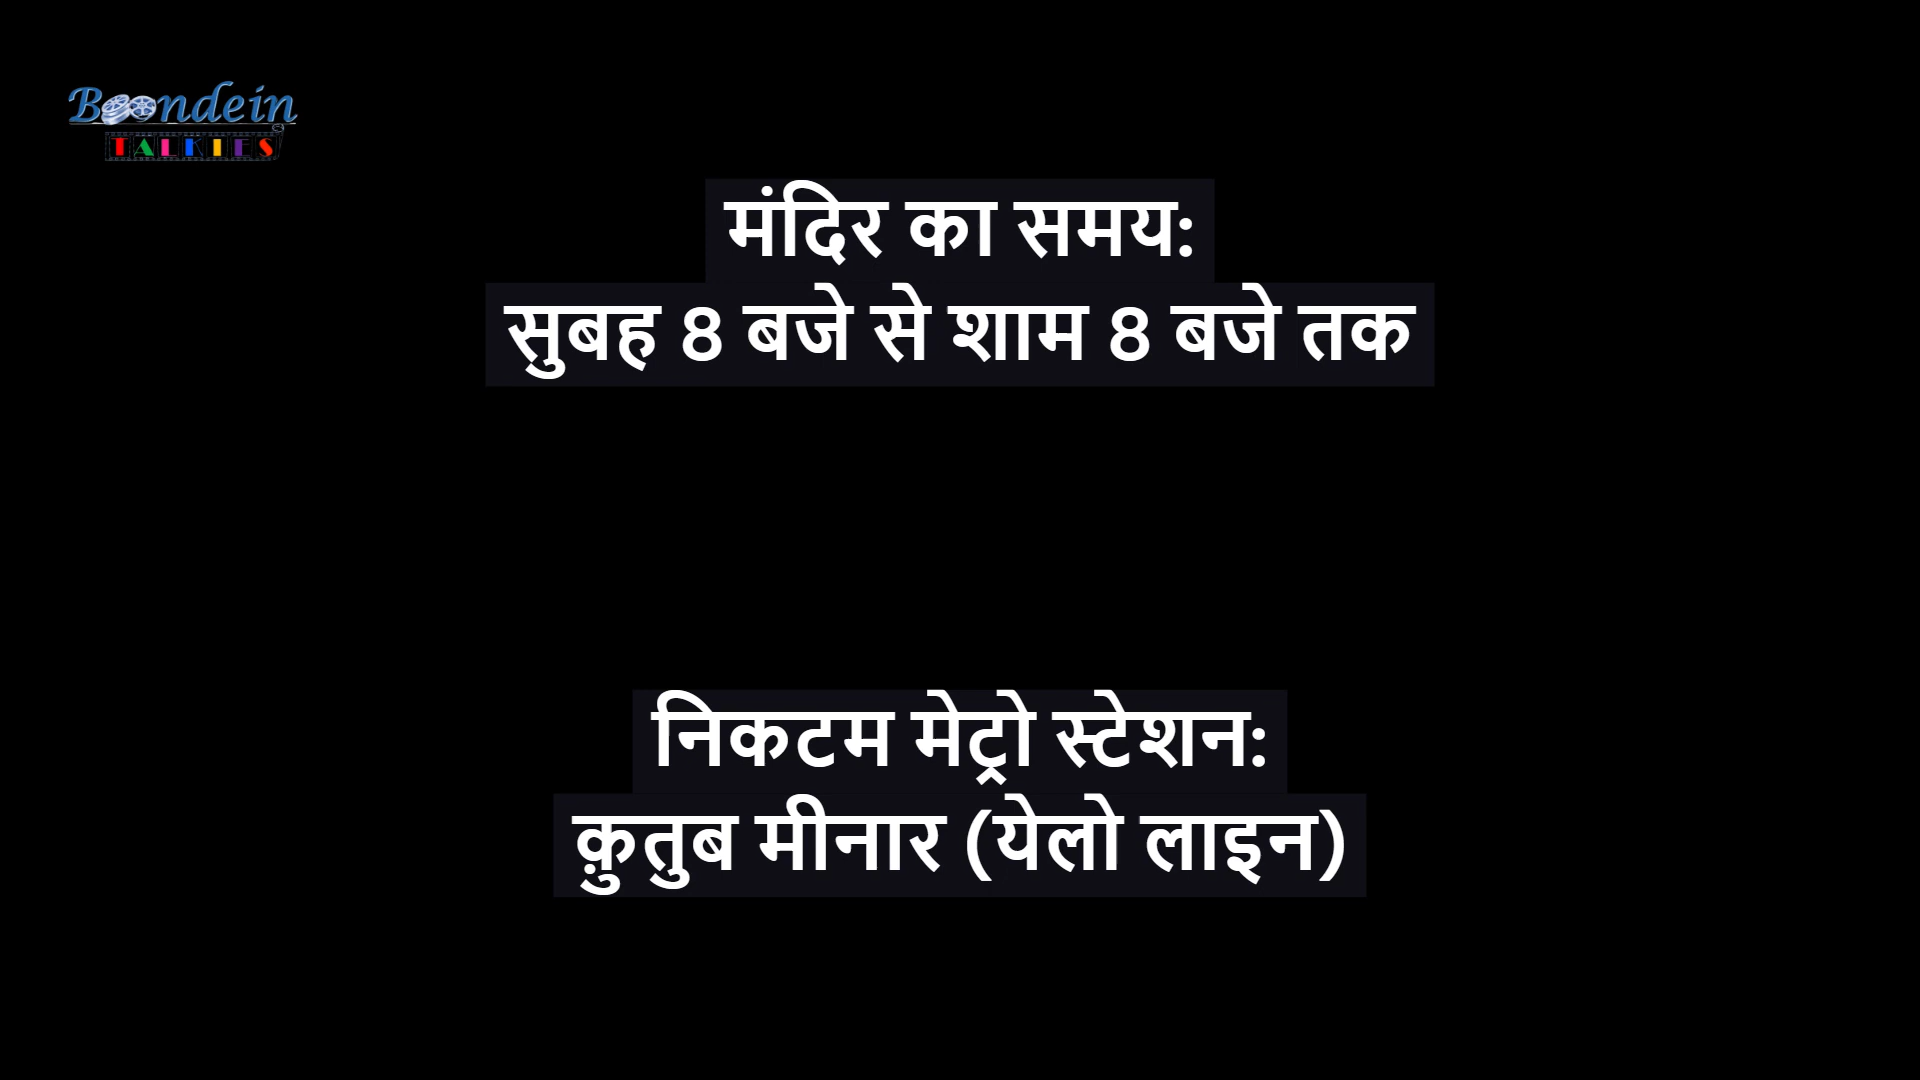 Boondein
TALKIES
मंदिर का समय:
सुबह 8 बजे से शाम 8 बजे तक
निकटम मेट्रो स्टेशन:
क़ुतुब मीनार (येलो लाइन)